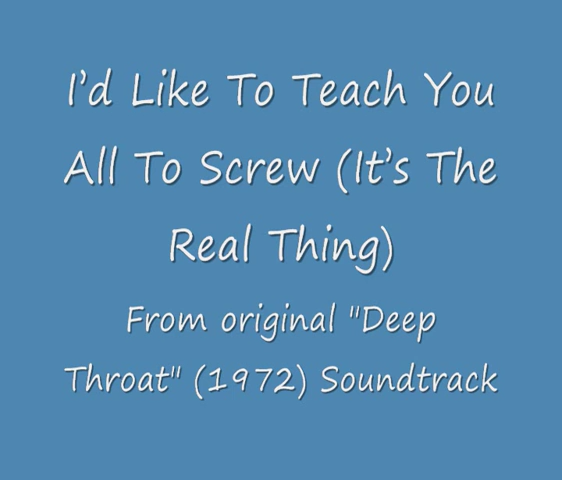 I’d Like To Teach You
All To Screw (It’s The
Real Thing)
From original "Deep
Throat" (1972) Soundtrack